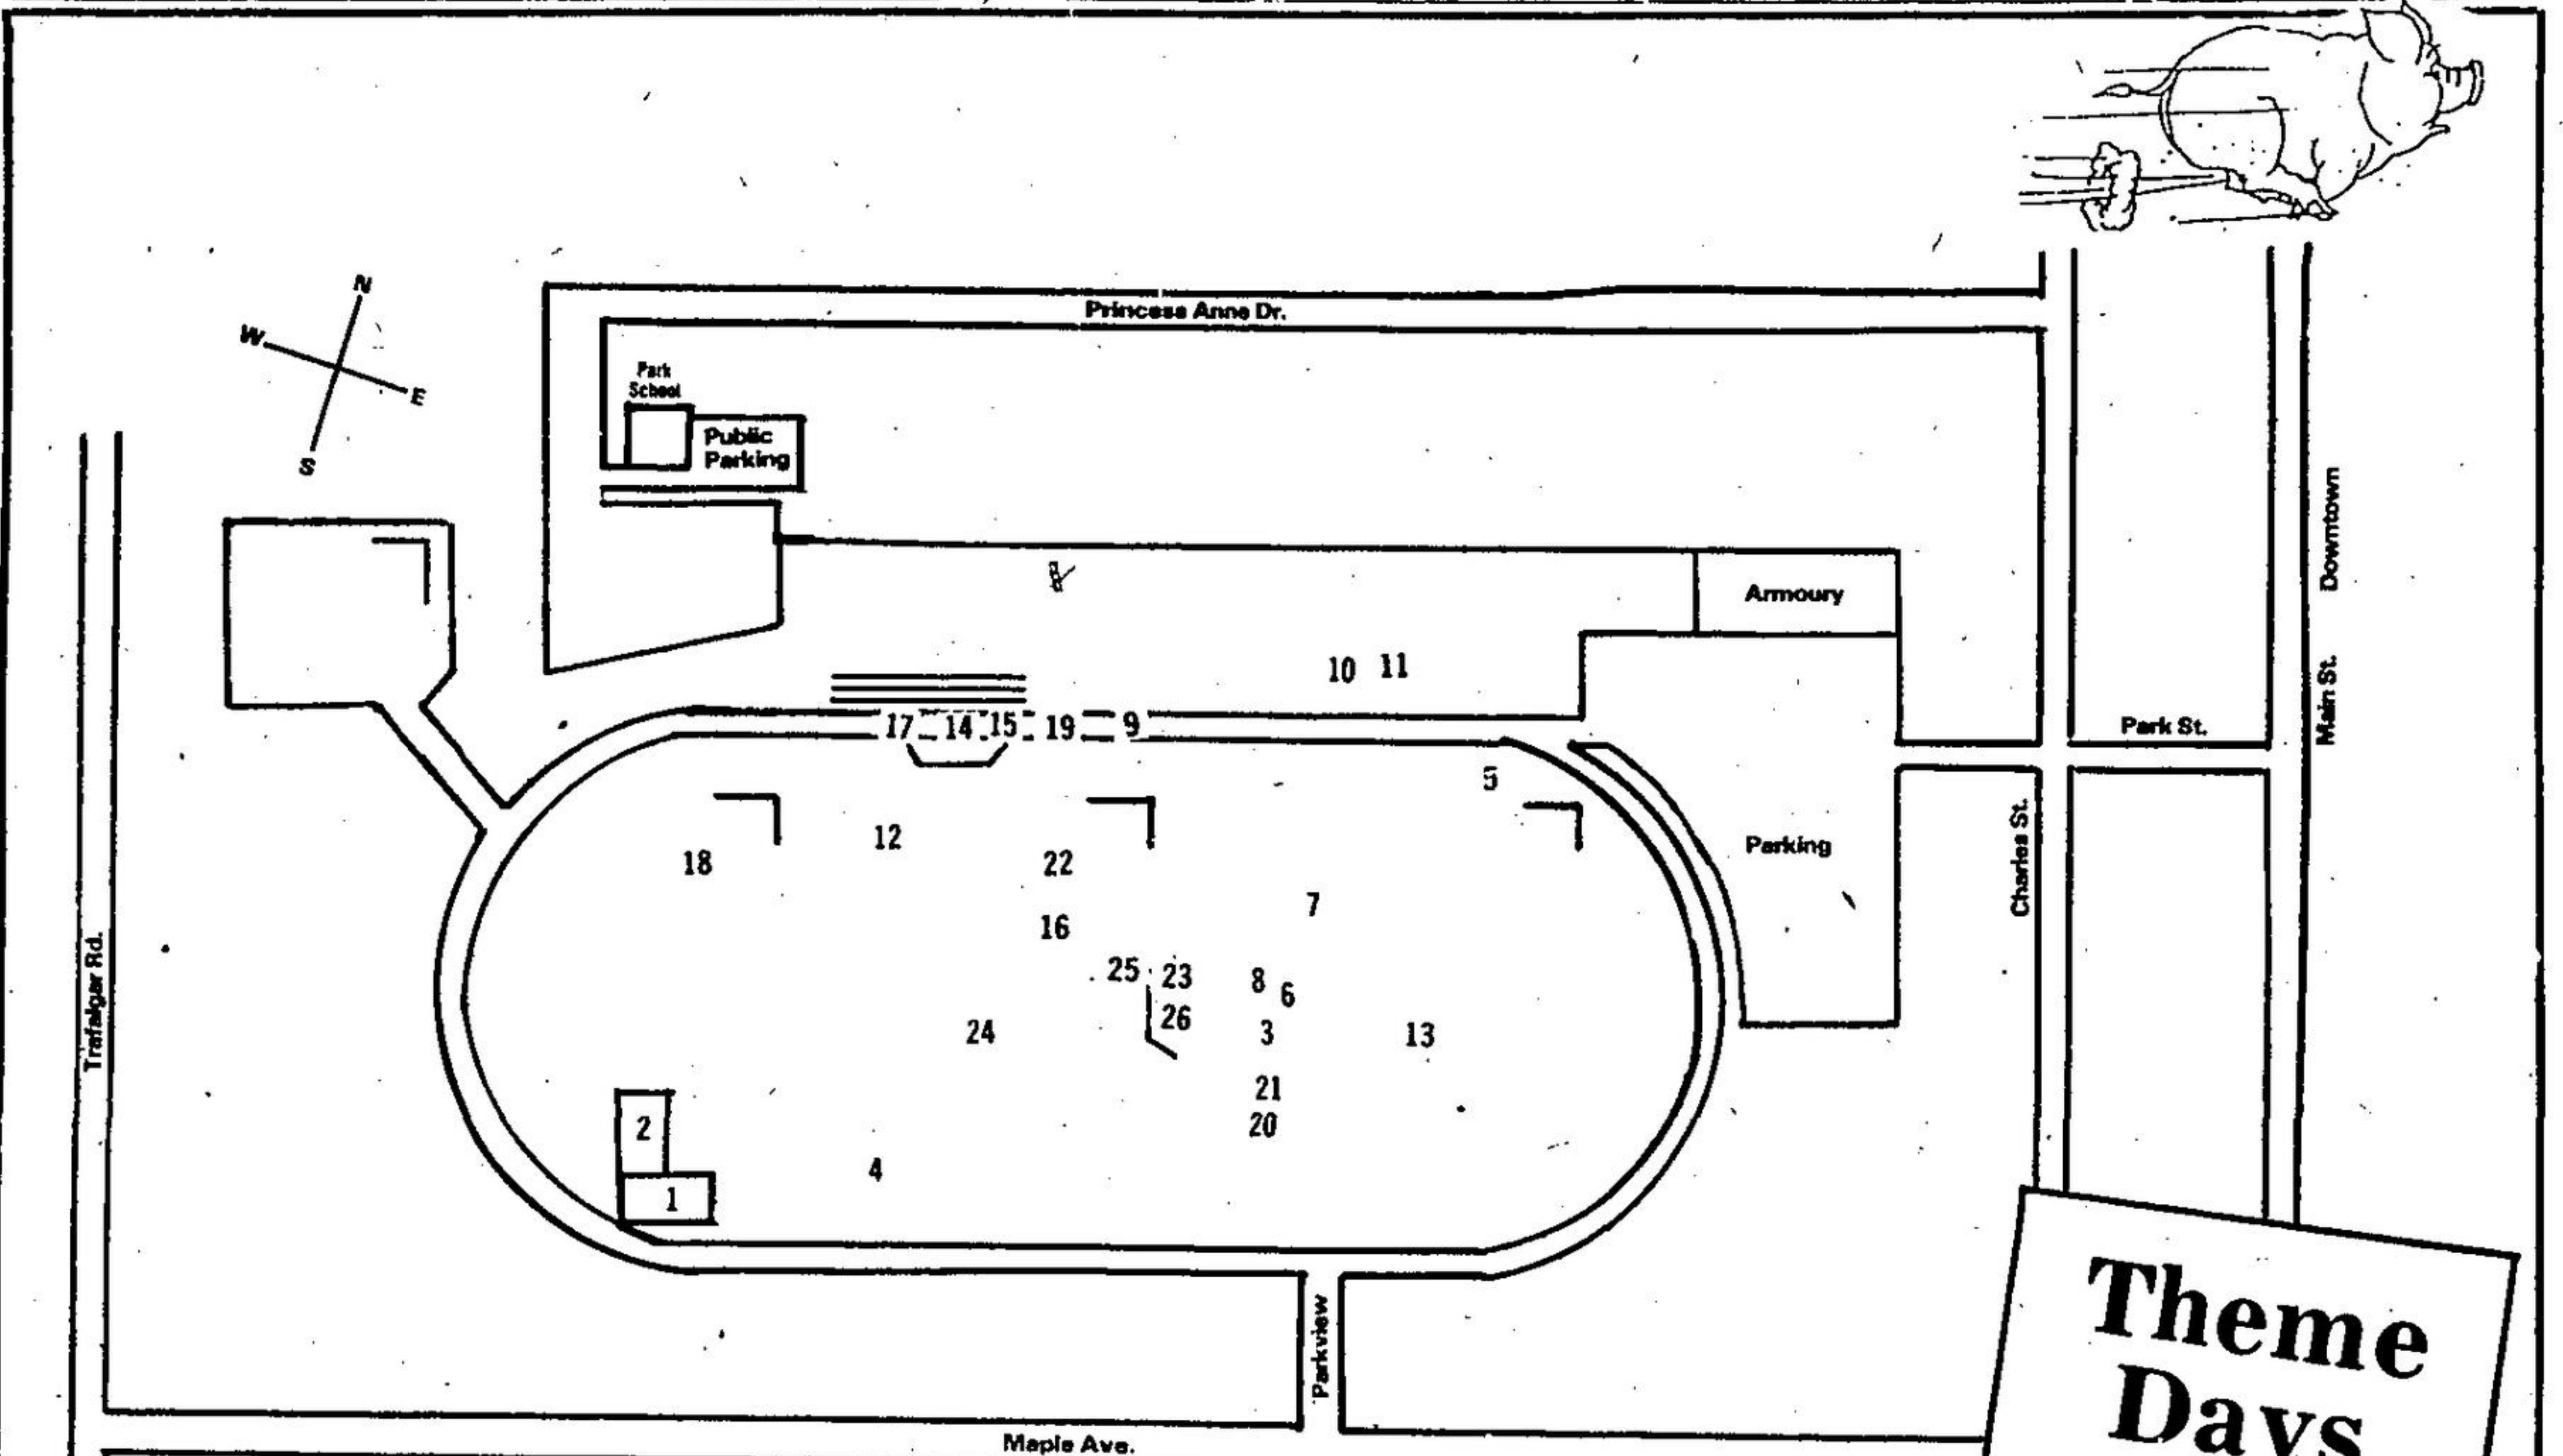 Princess Anne Dr.
N
W
E
S
Park
School
Public
Parking
Armoury
Downtown
Main St.
Park St.
Charles St.
Trafalgar Rd.
10 11
17 14 15 19 9
5
12
18
22
7
Parking
16
25 23
8
6
26
24
3
13
21
2
20
4
1
Parkview
Maple Ave.
Theme
Days